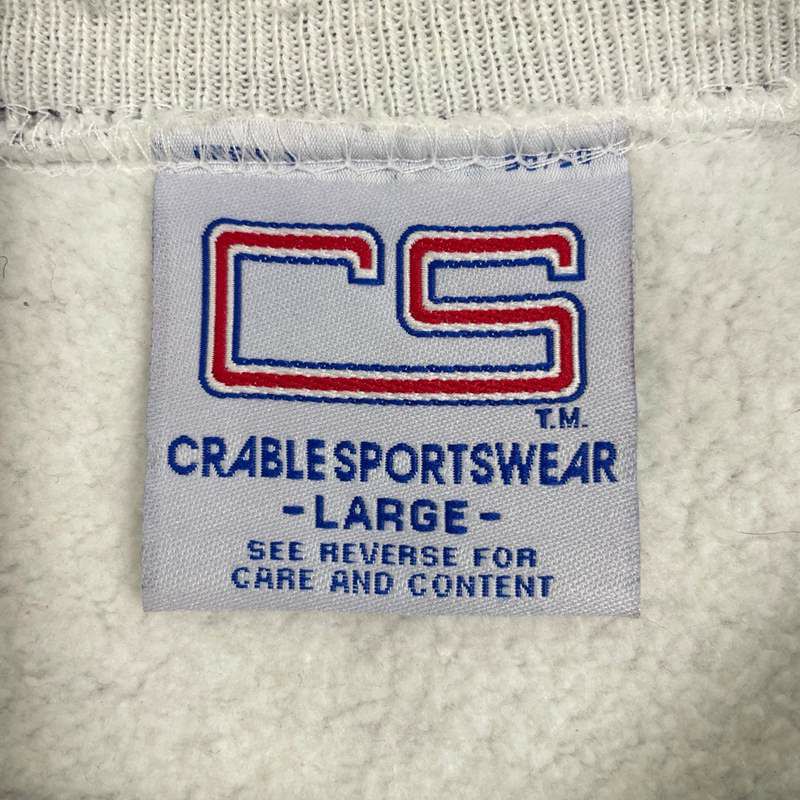 CS
T.M.
CRABLE SPORTSWEAR
-LARGE-
SEE REVERSE FOR
CARE AND CONTENT